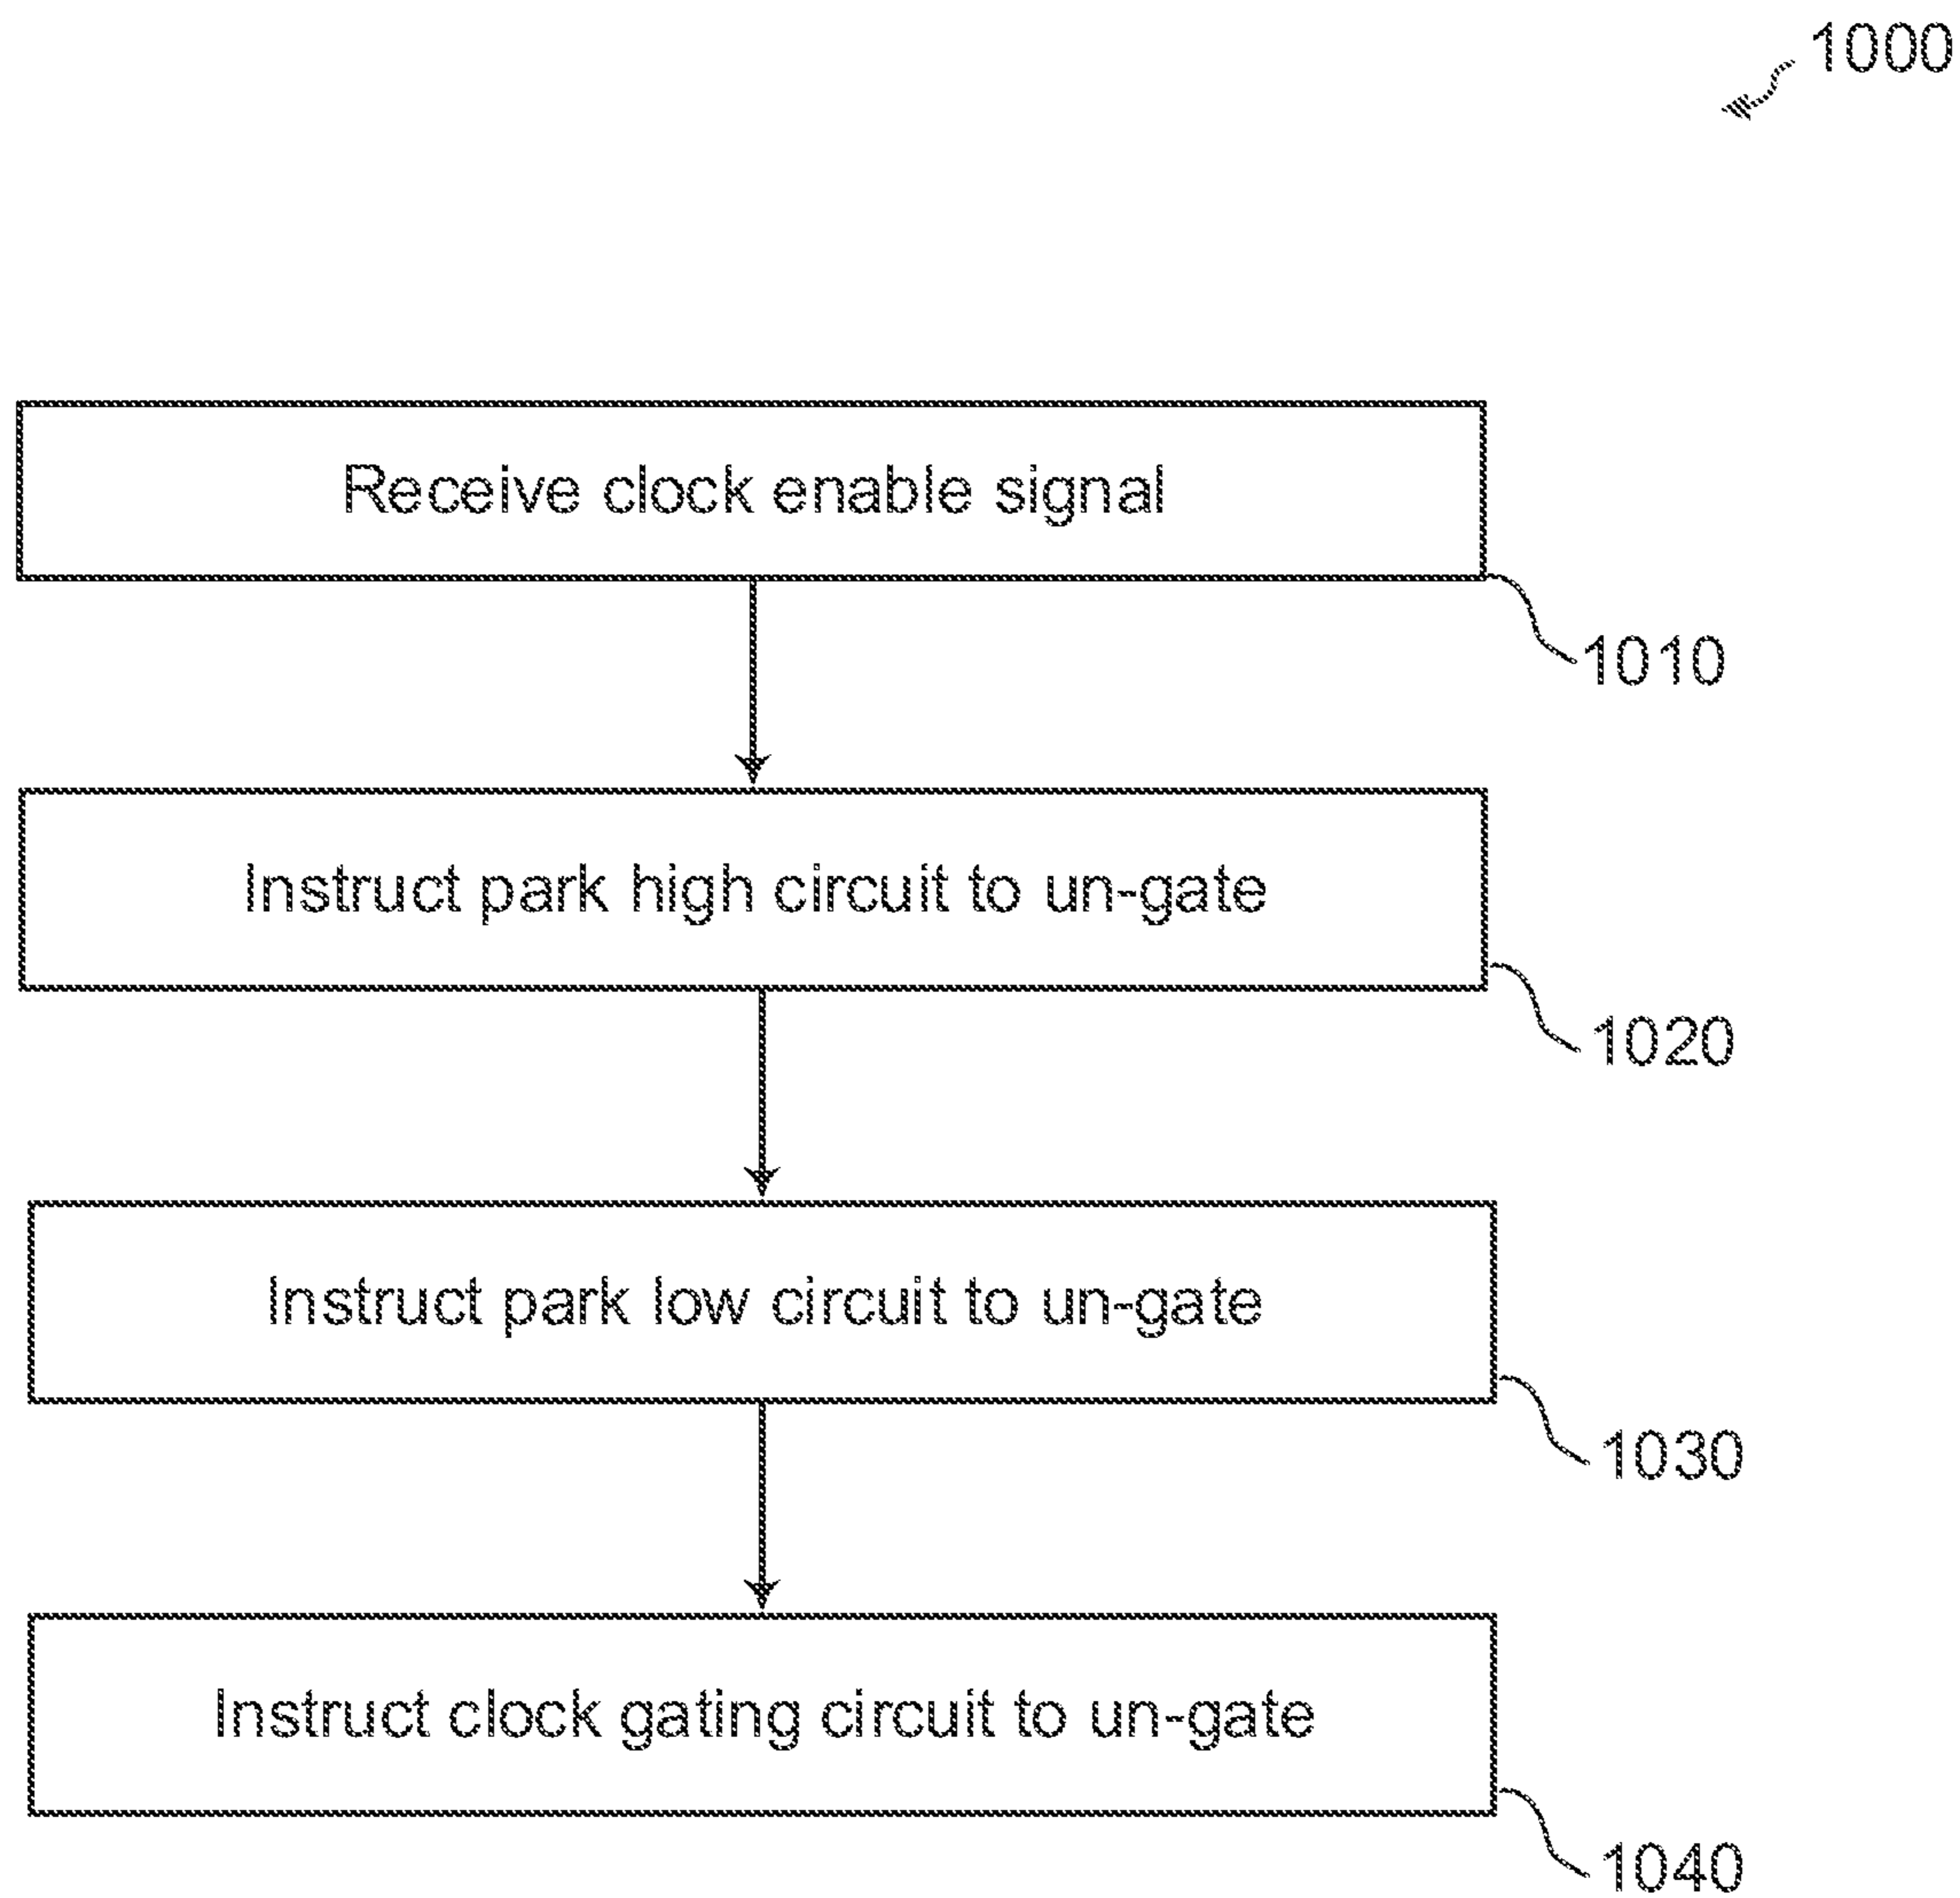 1000
Receive clock enable signal
1010
Instruct park high circuit to un-gate
1020
Instruct park low circuit to un-gate
1030
Instruct clock gating circuit to un-gate
1040